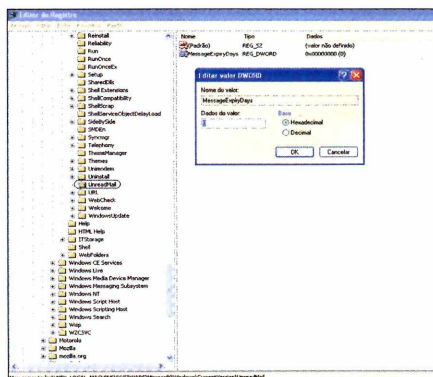 Editor do Registro
Reinstall
Reliability
Run
RunOnce
RunOnceEx
Setup
SharedDlls
Shell Extensions
ShellCompatibility
ShellScrap
ShellServiceObjectDelayLoad
SideBySide
SMDEn
Syncmgr
Telephony
ThemeManager
Themes
Unimodem
Uninstall
UnreadMail
URL
WebCheck
Welcome
WindowsUpdate
Help
HTML Help
ITStorage
Shell
WebFolders
Windows CE Services
Windows Live
Windows Media Device Manager
Windows Messaging Subsystem
Windows NT
Windows Script Host
Windows Scripting Host
Windows Search
Wisp
WZCSVC
Motorola
Mozilla
mozilla.org
Nome Tipo Dados
(Padrão) REG_SZ (valor não definido)
MessageExpiryDays REG_DWORD 0x00000000 (0)
Editar valor DWORD
Nome do valor:
MessageExpiryDays
Dados do valor: Base
Hexadecimal
Decimal
OK Cancelar